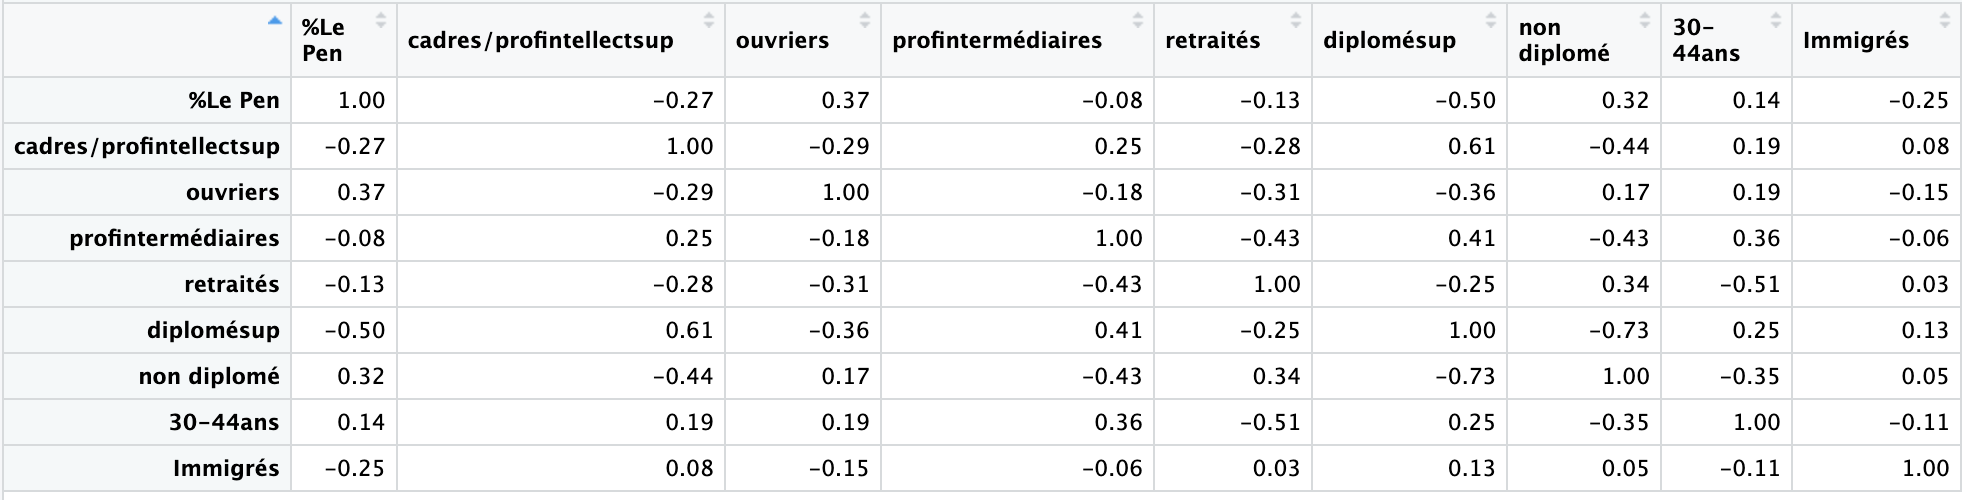 %Le Pen cadres/profintellectsup ouvriers profintermédiaires retraités diplomésup non diplomé 30-44ans Immigrés
%Le Pen 1.00 −0.27 0.37 −0.08 −0.13 −0.50 0.32 0.14 −0.25
cadres/profintellectsup −0.27 1.00 −0.29 0.25 −0.28 0.61 −0.44 0.19 0.08
ouvriers 0.37 −0.29 1.00 −0.18 −0.31 −0.36 0.17 0.19 −0.15
profintermédiaires −0.08 0.25 −0.18 1.00 −0.43 0.41 −0.43 0.36 −0.06
retraités −0.13 −0.28 −0.31 −0.43 1.00 −0.25 0.34 −0.51 0.03
diplomésup −0.50 0.61 −0.36 0.41 −0.25 1.00 −0.73 0.25 0.13
non diplomé 0.32 −0.44 0.17 −0.43 0.34 −0.73 1.00 −0.35 0.05
30−44ans 0.14 0.19 0.19 0.36 −0.51 0.25 −0.35 1.00 −0.11
Immigrés −0.25 0.08 −0.15 −0.06 0.03 0.13 0.05 −0.11 1.00